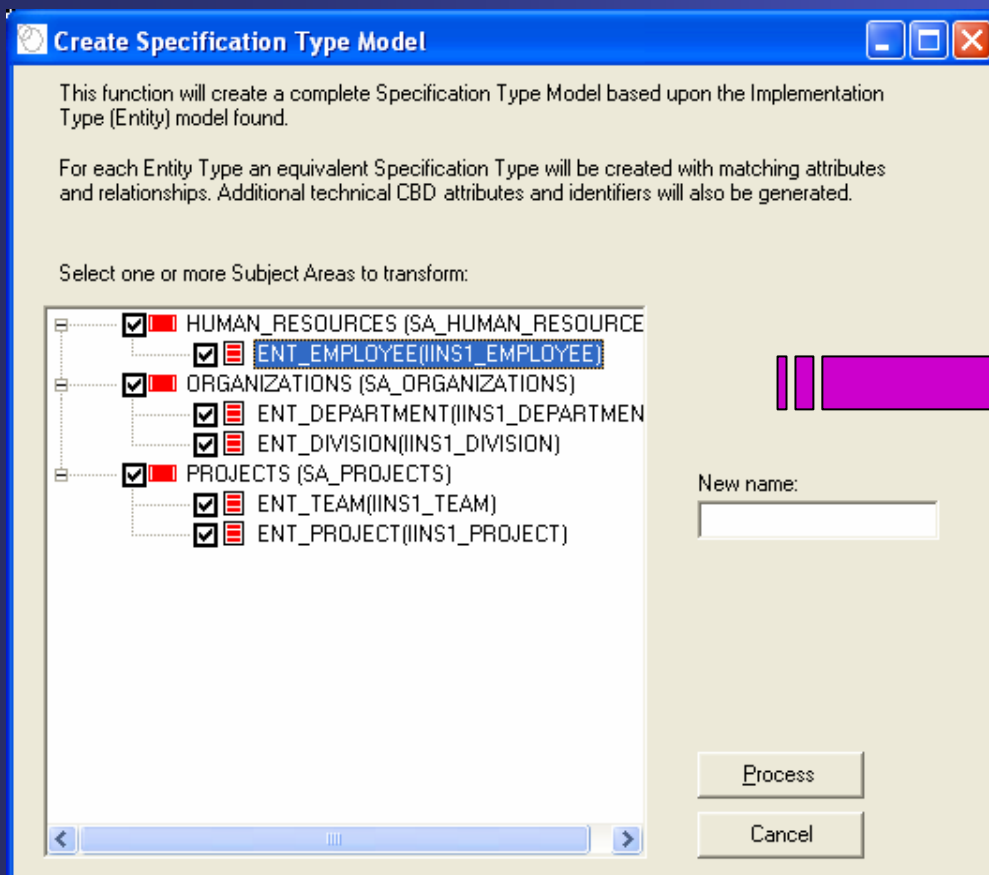 Create Specification Type Model
This function will create a complete Specification Type Model based upon the Implementation
Type (Entity) model found.
For each Entity Type an equivalent Specification Type will be created with matching attributes
and relationships. Additional technical CBD attributes and identifiers will also be generated.
Select one or more Subject Areas to transform:
HUMAN_RESOURCES (SA_HUMAN_RESOURCE
ENT_EMPLOYEE(IINS1_EMPLOYEE)
ORGANIZATIONS (SA_ORGANIZATIONS)
ENT_DEPARTMENT(IINS1_DEPARTMEN
ENT_DIVISION(IINS1_DIVISION)
PROJECTS (SA_PROJECTS)
ENT_TEAM(IINS1_TEAM)
ENT_PROJECT(IINS1_PROJECT)
New name:
Process
Cancel